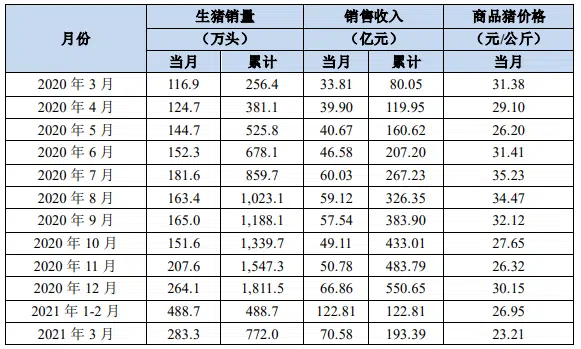 月份 生猪销量（万头） 销售收入（亿元） 商品猪价格（元/公斤）
当月 累计 当月 累计 当月
2020 年 3 月 116.9 256.4 33.81 80.05 31.38
2020 年 4 月 124.7 381.1 39.90 119.95 29.10
2020 年 5 月 144.7 525.8 40.67 160.62 26.20
2020 年 6 月 152.3 678.1 46.58 207.20 31.41
2020 年 7 月 181.6 859.7 60.03 267.23 35.23
2020 年 8 月 163.4 1,023.1 59.12 326.35 34.47
2020 年 9 月 165.0 1,188.1 57.54 383.90 32.12
2020 年 10 月 151.6 1,339.7 49.11 433.01 27.65
2020 年 11 月 207.6 1,547.3 50.78 483.79 26.32
2020 年 12 月 264.1 1,811.5 66.86 550.65 30.15
2021 年 1-2 月 488.7 488.7 122.81 122.81 26.95
2021 年 3 月 283.3 772.0 70.58 193.39 23.21